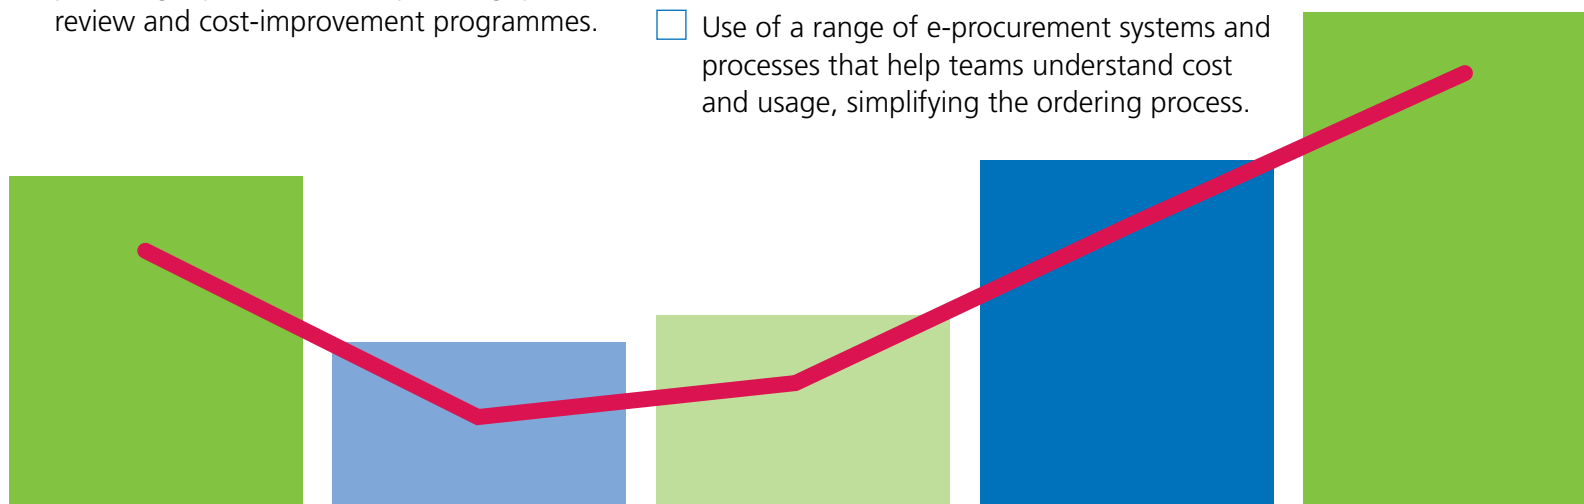 review and cost-improvement programmes.
Use of a range of e-procurement systems and
processes that help teams understand cost
and usage, simplifying the ordering process.